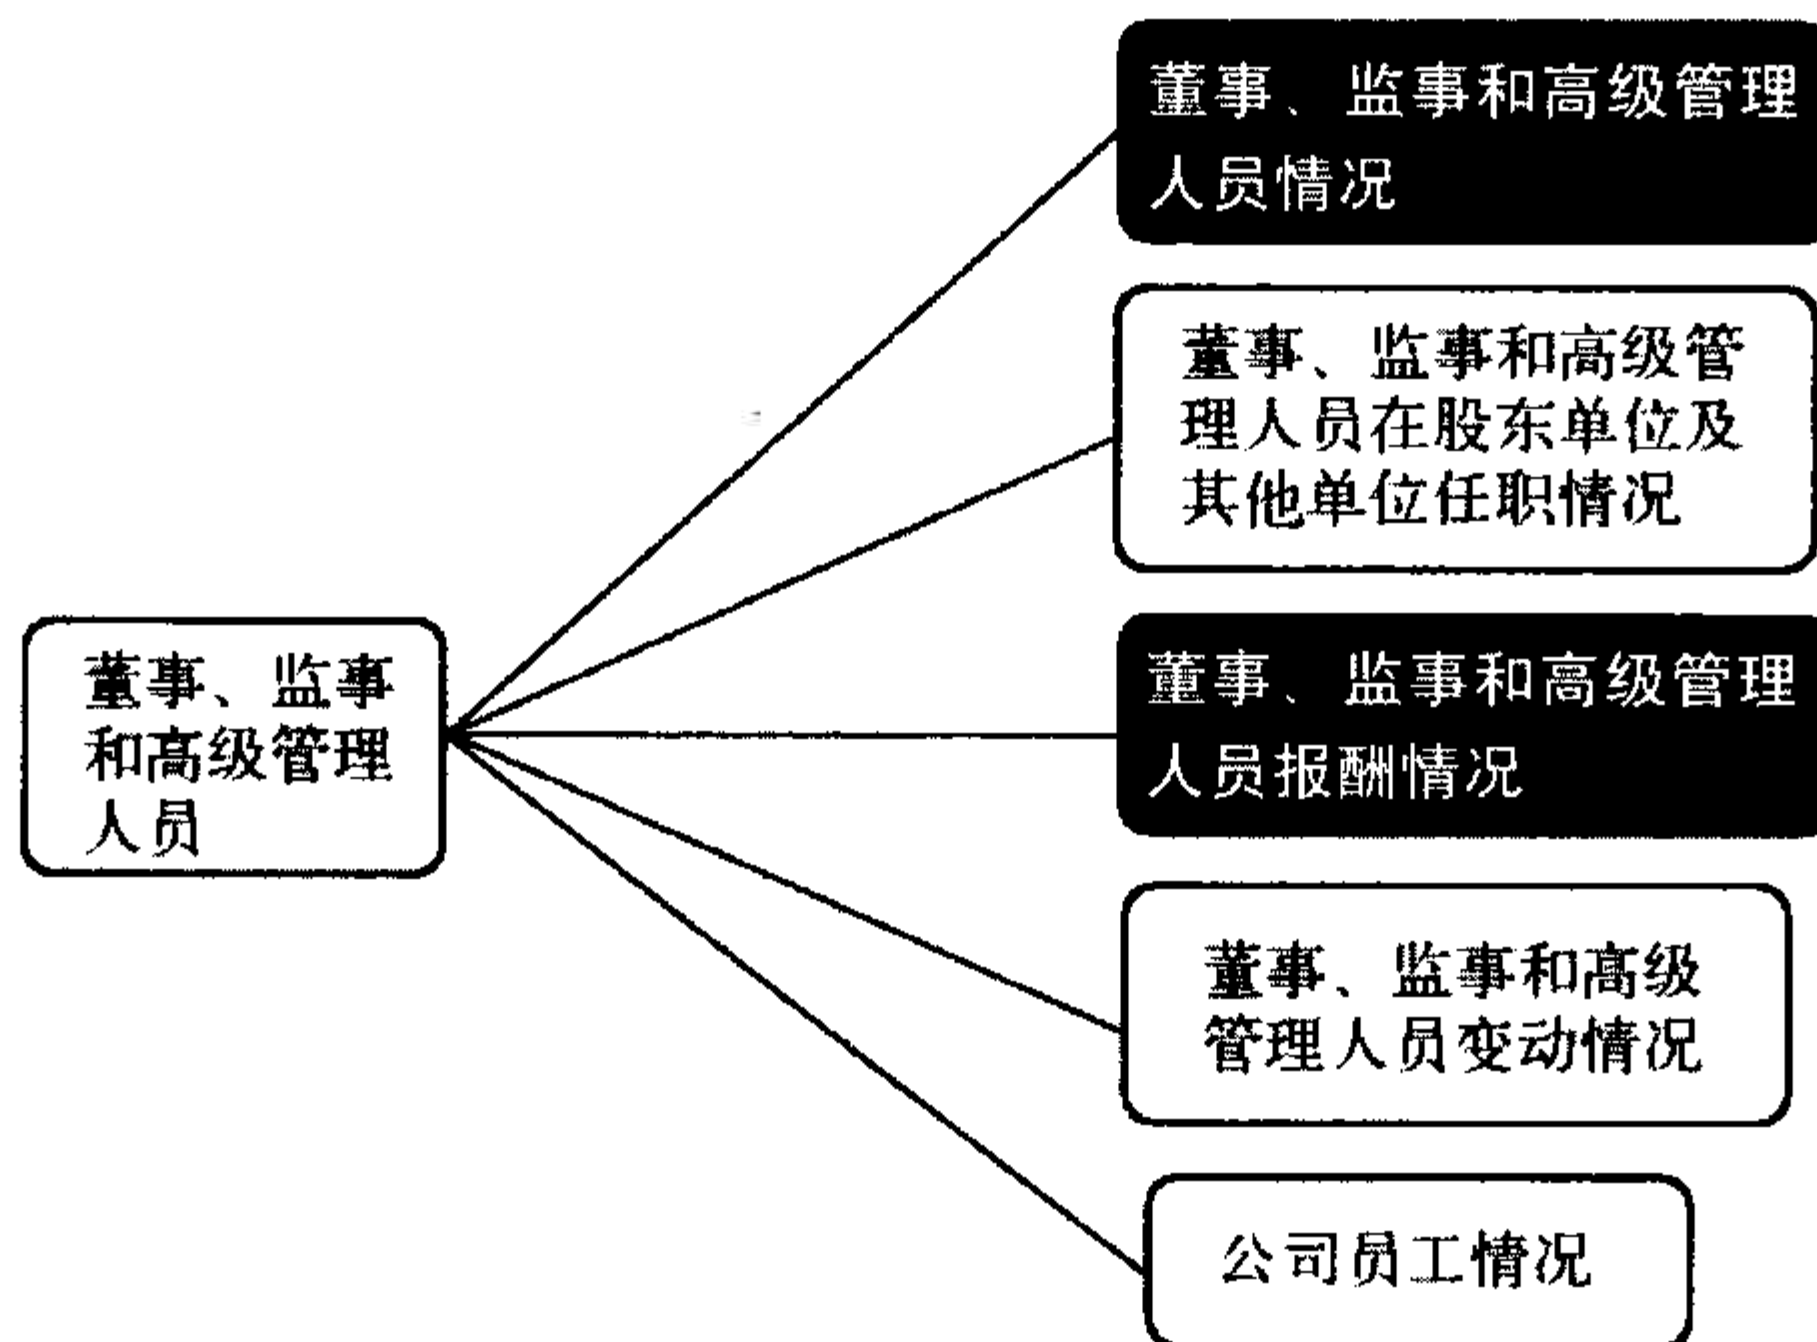 董事、监事和高级管理
人员情况
董事、监事和高级管
理人员在股东单位及
其他单位任职情况
董事、监事
和高级管理
人员
董事、监事和高级管理
人员报酬情况
董事、监事和高级
管理人员变动情况
公司员工情况